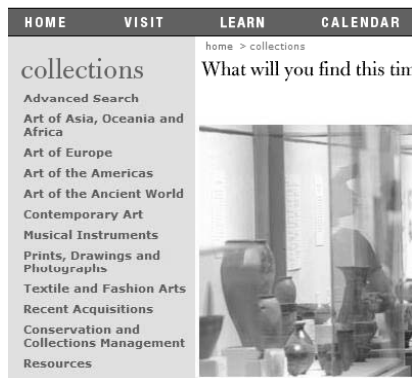 HOME VISIT LEARN CALENDAR
home > collections
collections
What will you find this
Advanced Search
Art of Asia, Oceania and
Africa
Art of Europe
Art of the Americas
Art of the Ancient World
Contemporary Art
Musical Instruments
Prints, Drawings and
Photographs
Textile and Fashion Arts
Recent Acquisitions
Conservation and
Collections Management
Resources